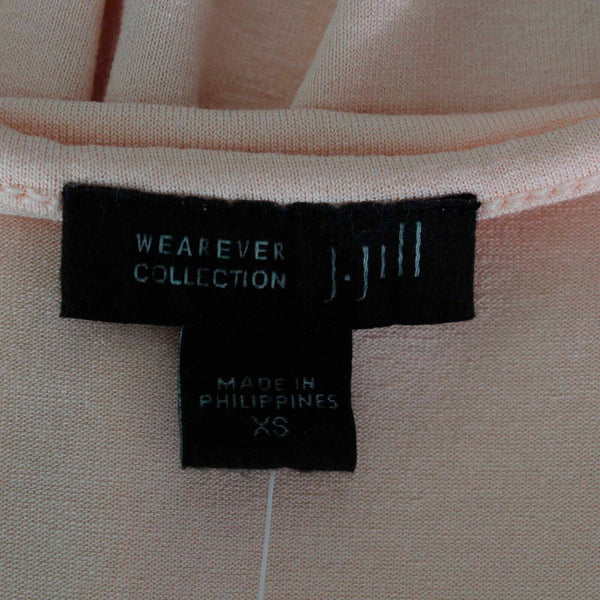 WEAREVER
COLLECTION
J.Jill
MADE IN
PHILIPPINES
XS